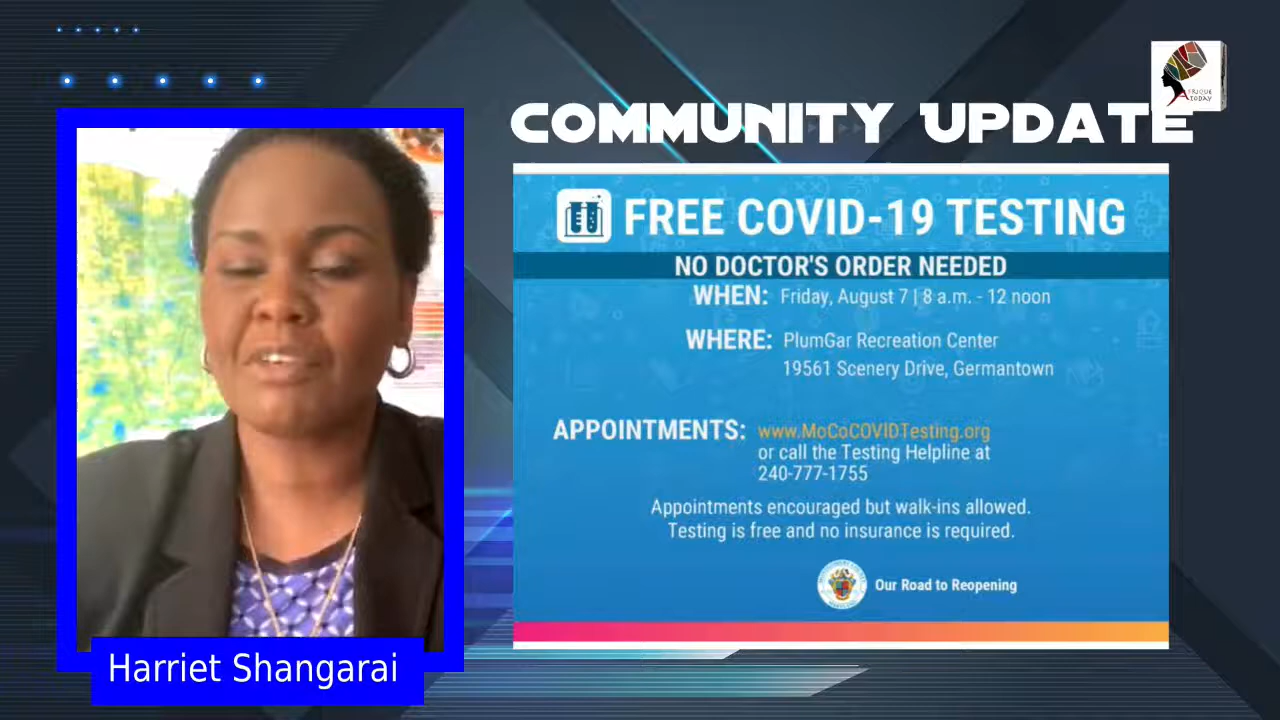 COMMUNITY UPDATE
AFRIQUE
TODAY
FREE COVID-19 TESTING
NO DOCTOR'S ORDER NEEDED
WHEN: Friday, August 7 | 8 a.m. - 12 noon
WHERE: PlumGar Recreation Center
19561 Scenery Drive, Germantown
APPOINTMENTS: www.MoCoCOVIDTesting.org
or call the Testing Helpline at
240-777-1755
Appointments encouraged but walk-ins allowed.
Testing is free and no insurance is required.
Our Road to Reopening
Harriet Shangarai